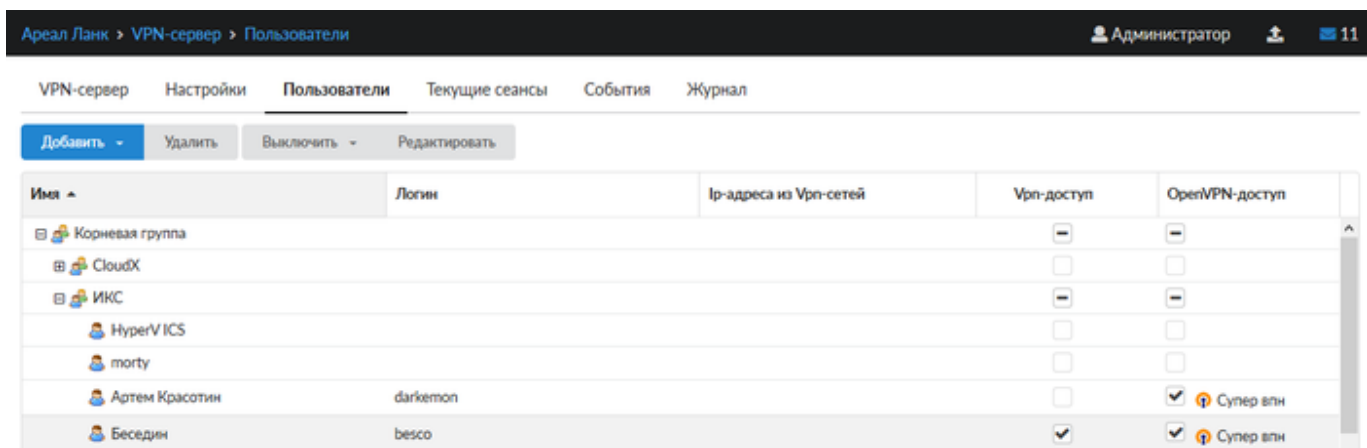 Ареал Ланк › VPN-сервер › Пользователи Администратор 11
VPN-сервер Настройки Пользователи Текущие сеансы События Журнал
Добавить Удалить Выключить Редактировать
Имя Логин Ip-адреса из Vpn-сетей Vpn-доступ OpenVPN-доступ
Корневая группа
CloudX
ИКС
HyperV ICS
morty
Артем Красотин darkemon Супер впн
Беседин besco Супер впн